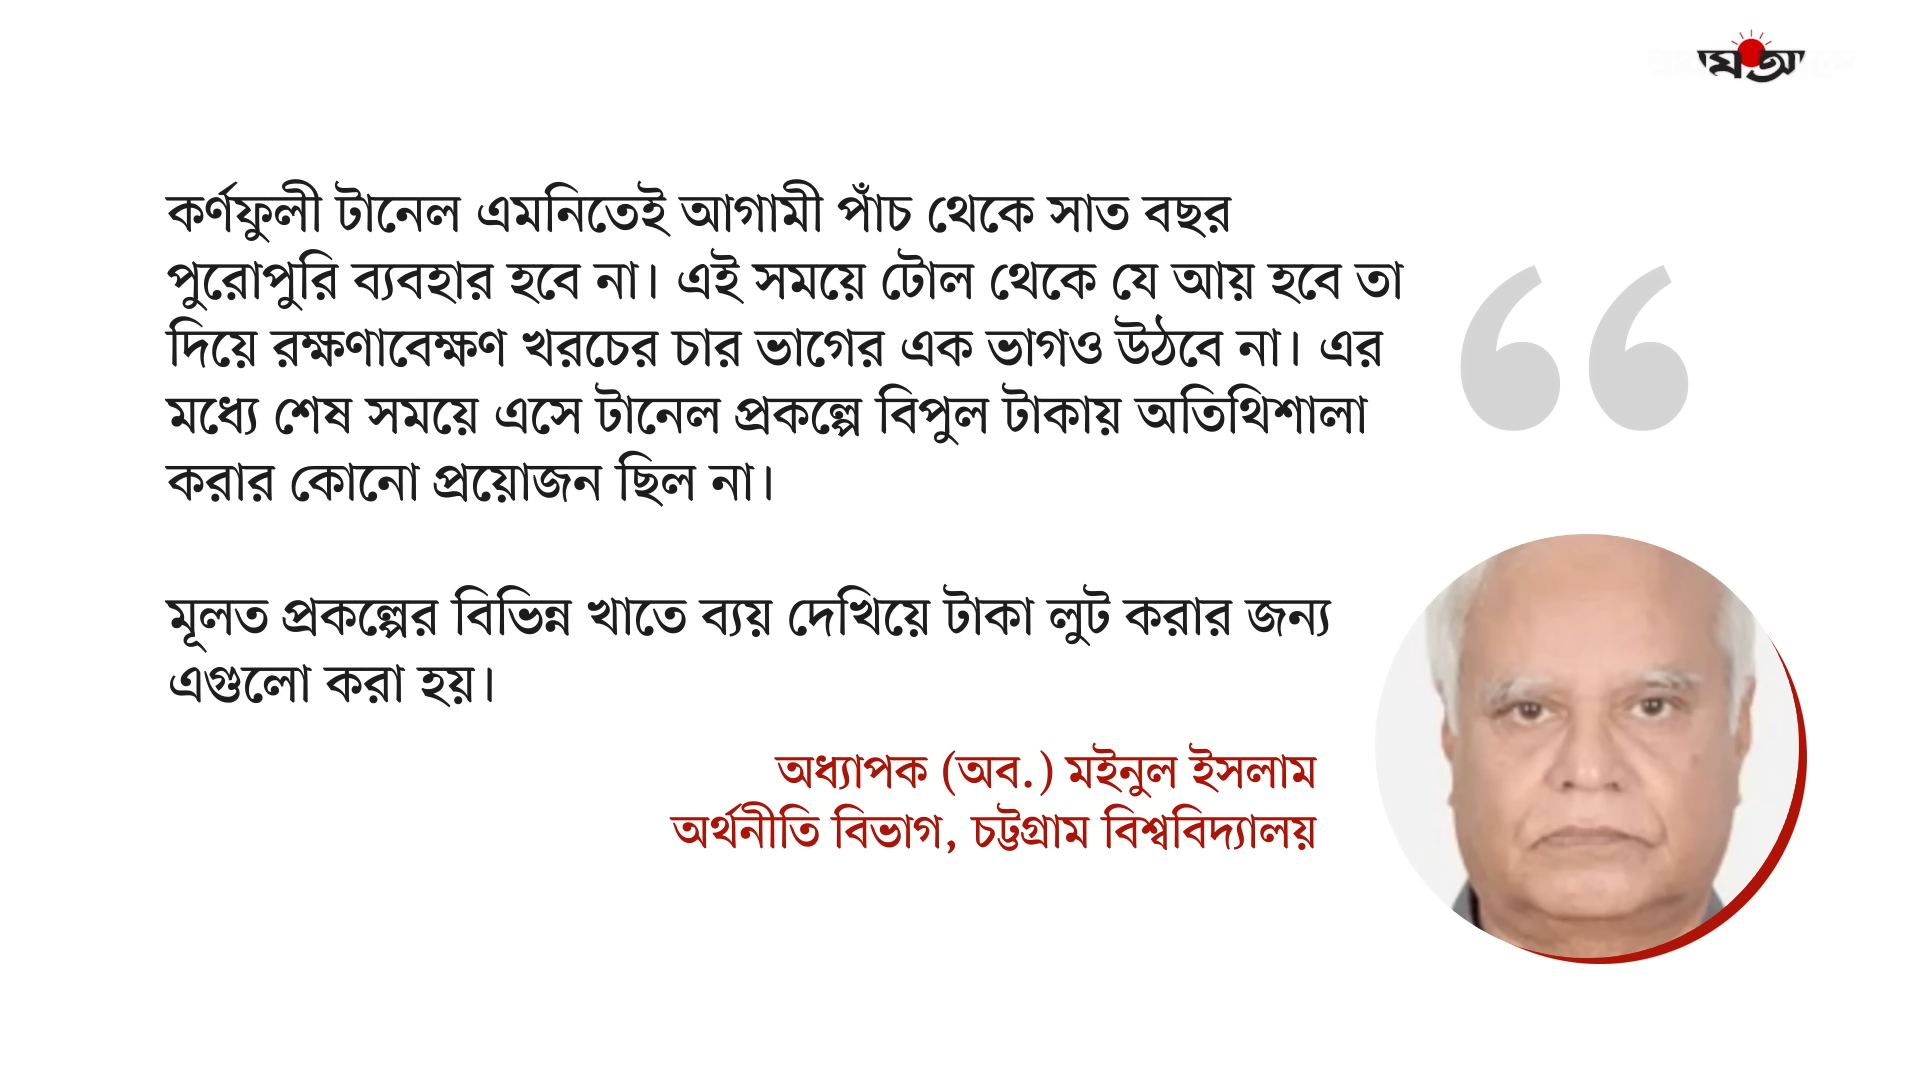 কর্ণফুলী টানেল এমনিতেই আগামী পাঁচ থেকে সাত বছর
পুরোপুরি ব্যবহার হবে না। এই সময়ে টোল থেকে যে আয় হবে তা
দিয়ে রক্ষণাবেক্ষণ খরচের চার ভাগের এক ভাগও উঠবে না। এর
মধ্যে শেষ সময়ে এসে টানেল প্রকল্পে বিপুল টাকায় অতিথিশালা
করার কোনো প্রয়োজন ছিল না।
মূলত প্রকল্পের বিভিন্ন খাতে ব্যয় দেখিয়ে টাকা লুট করার জন্য
এগুলো করা হয়।
অধ্যাপক (অব.) মইনুল ইসলাম
অর্থনীতি বিভাগ, চট্টগ্রাম বিশ্ববিদ্যালয়